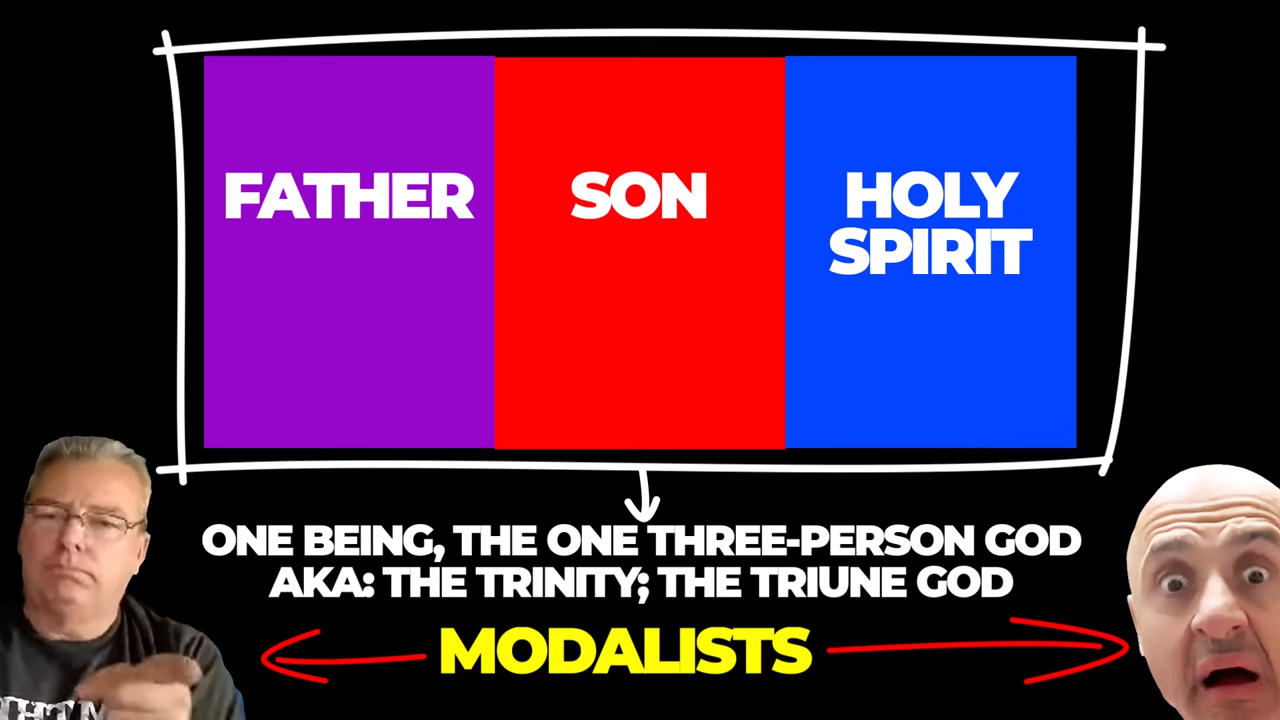 FATHER
SON
HOLY
SPIRIT
ONE BEING, THE ONE THREE-PERSON GOD
AKA: THE TRINITY; THE TRIUNE GOD
MODALISTS